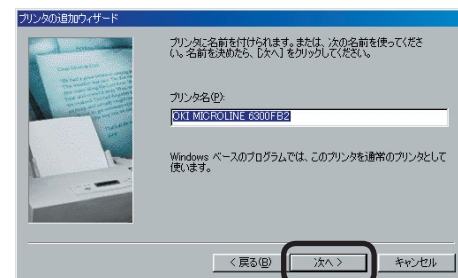 プリンタの追加ウィザード
プリンタに名前を付けられます。または、次の名前を使ってくださ
い。名前を決めたら、[次へ] をクリックしてください。
プリンタ名(P):
OKI MICROLINE 6300FB2
Windows ベースのプログラムでは、このプリンタを通常のプリンタとして
使います。
< 戻る(B)
次へ >
キャンセル